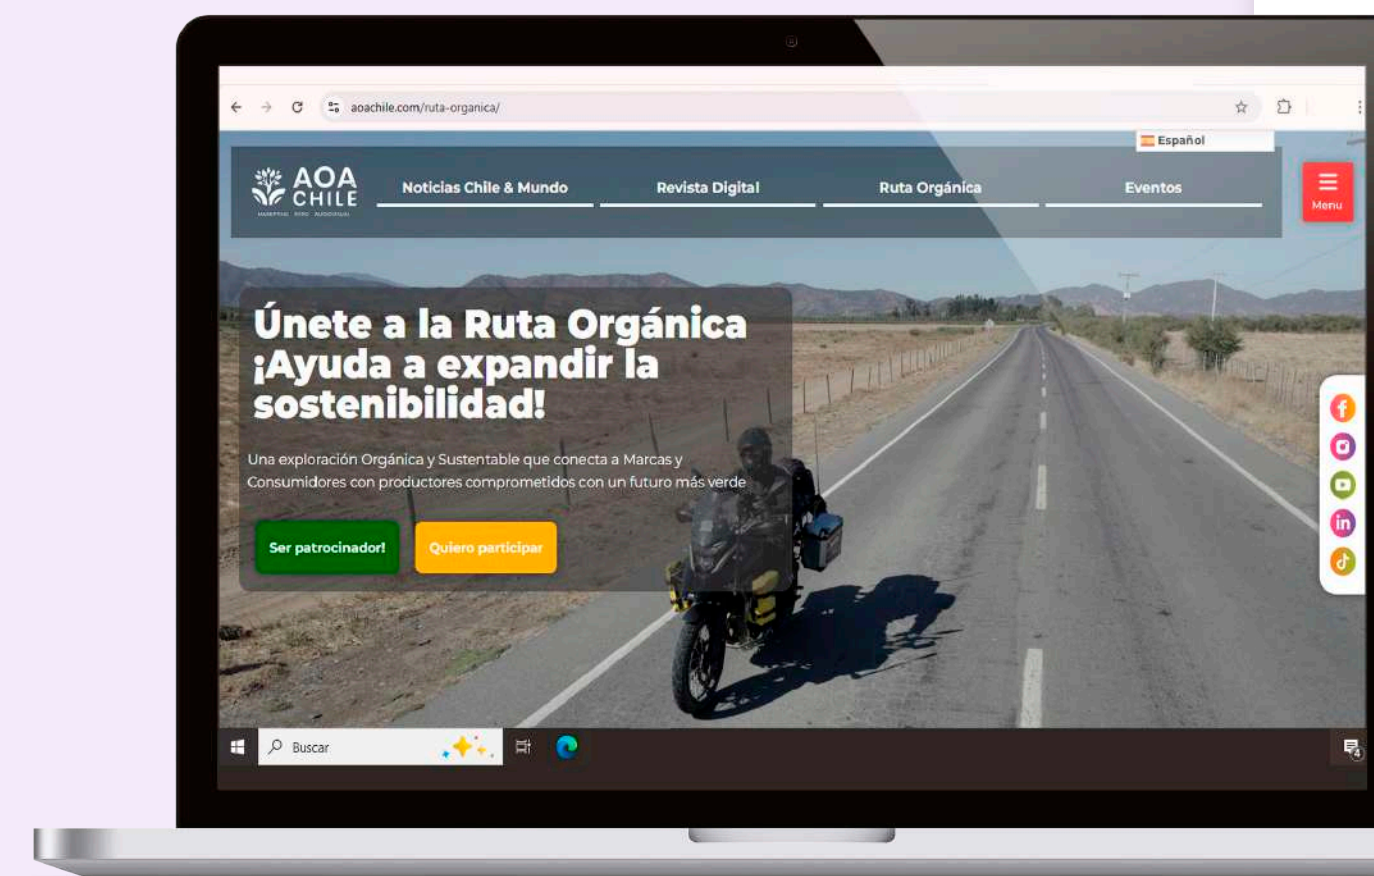 aoachile.com/ruta-organica/
Español
AOA
CHILE
Noticias Chile & Mundo
Revista Digital
Ruta Orgánica
Eventos
Menu
Únete a la Ruta Orgánica
¡Ayuda a expandir la
sostenibilidad!
Una exploración Orgánica y Sustentable que conecta a Marcas y
Consumidores con productores comprometidos con un futuro más verde
Ser patrocinador!
Quiero participar
in
Buscar
4